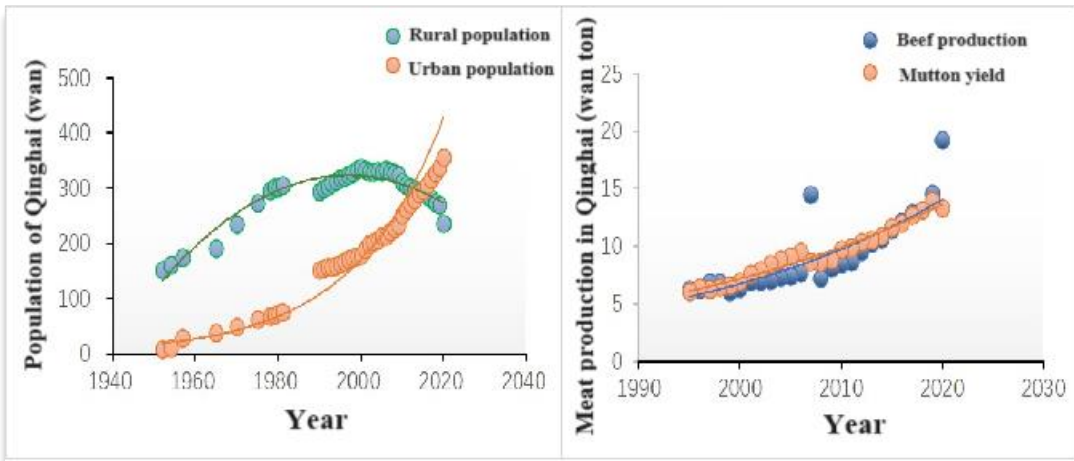 Rural population
Urban population
Population of Qinghai (wan)
500
400
300
200
100
0
1940 1960 1980 2000 2020 2040
Year
Beef production
Mutton yield
Meat production in Qinghai (wan ton)
25
20
15
10
5
0
1990 2000 2010 2020 2030
Year